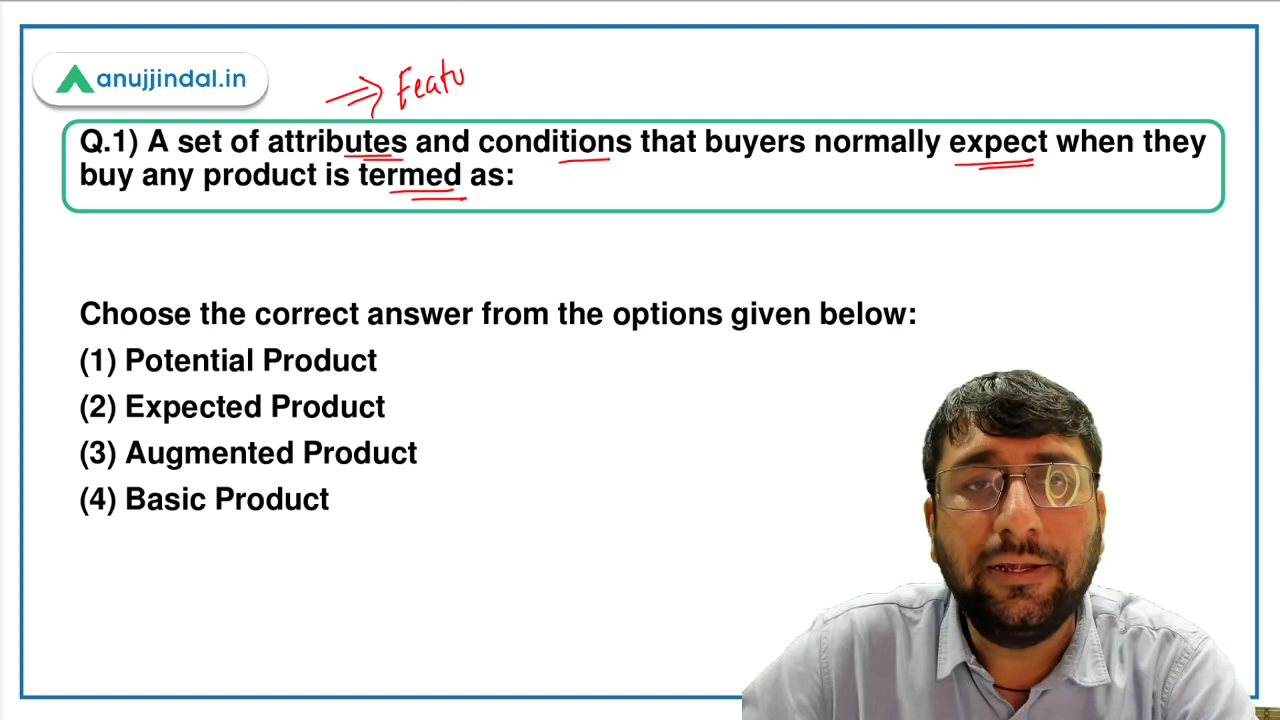 anujjindal.in
Featu
Q.1) A set of attributes and conditions that buyers normally expect when they
buy any product is termed as:
Choose the correct answer from the options given below:
(1) Potential Product
(2) Expected Product
(3) Augmented Product
(4) Basic Product